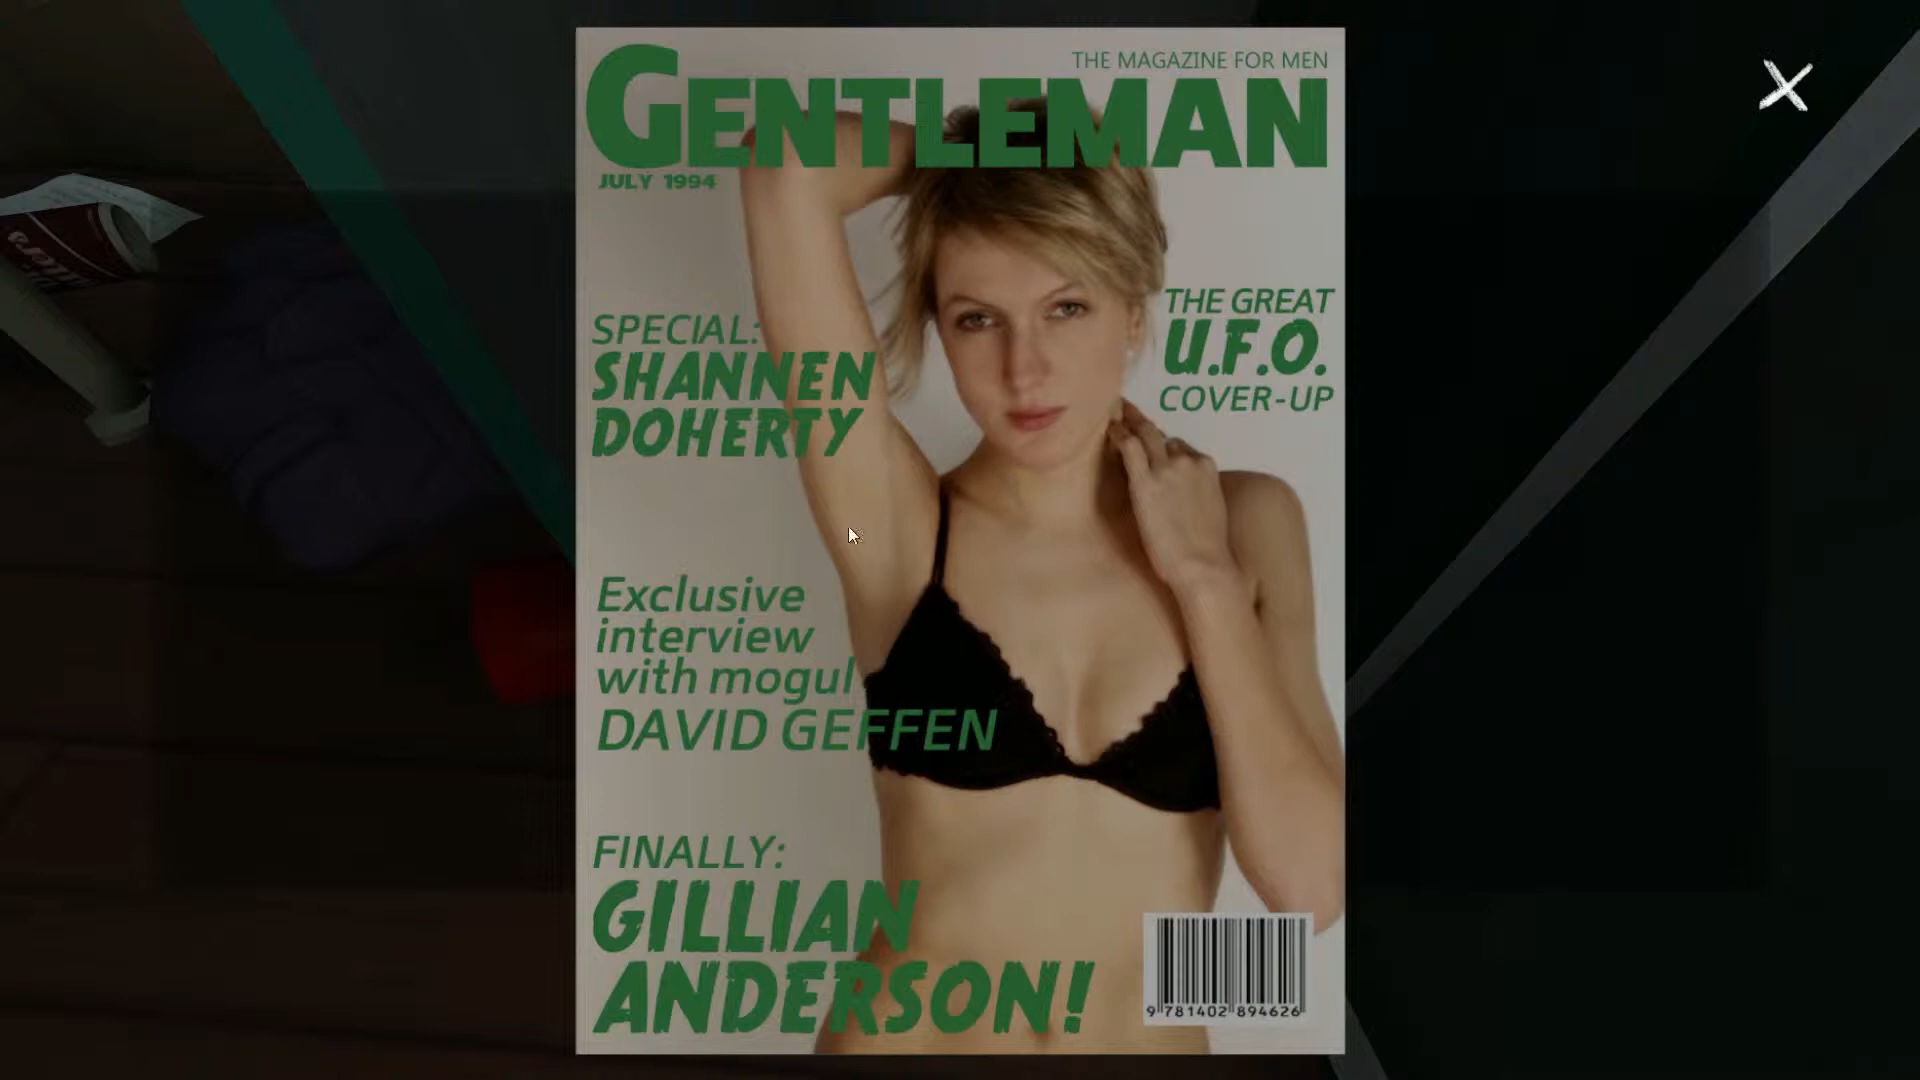 THE MAGAZINE FOR MEN
GENTLEMAN
JULY 1994
SPECIAL:
SHANNEN
DOHERTY
THE GREAT
U.F.O.
COVER-UP
Exclusive
interview
with mogul
DAVID GEFFEN
FINALLY:
GILLIAN
ANDERSON!
9 781402 894626